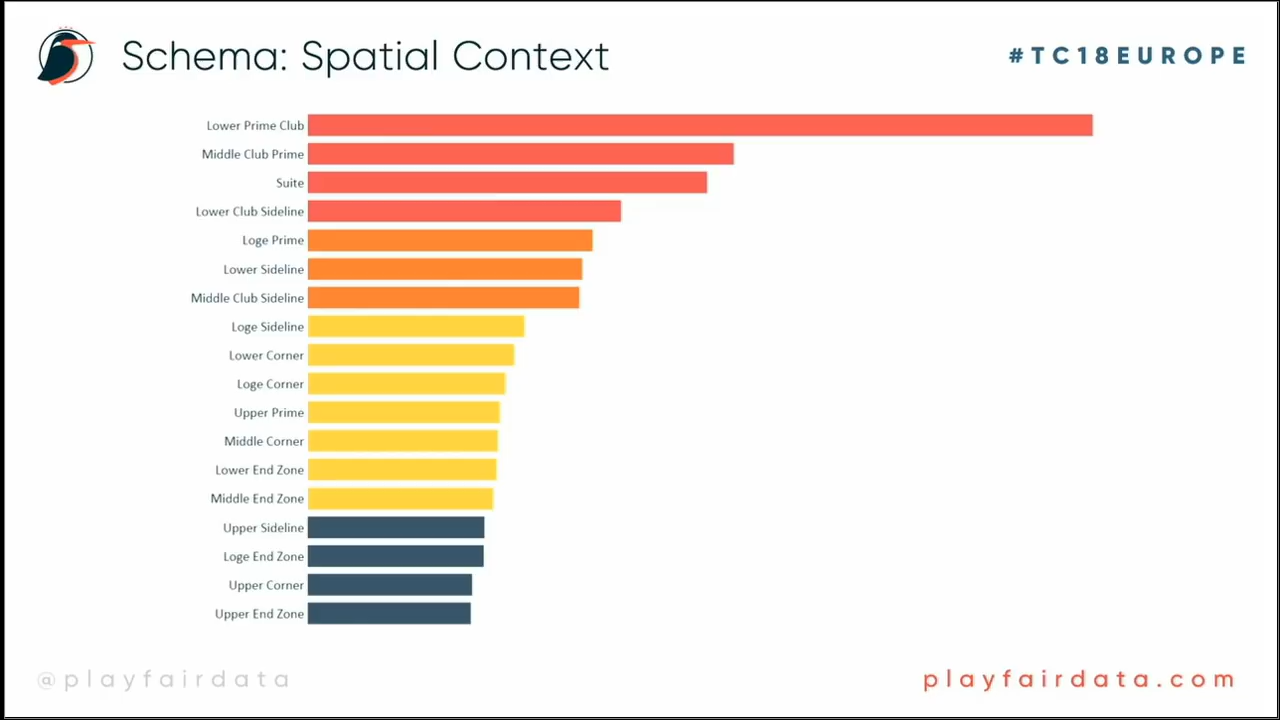 Schema: Spatial Context
#TC18EUROPE
Lower Prime Club
Middle Club Prime
Suite
Lower Club Sideline
Loge Prime
Lower Sideline
Middle Club Sideline
Loge Sideline
Lower Corner
Loge Corner
Upper Prime
Middle Corner
Lower End Zone
Middle End Zone
Upper Sideline
Loge End Zone
Upper Corner
Upper End Zone
@playfairdata
playfairdata.com